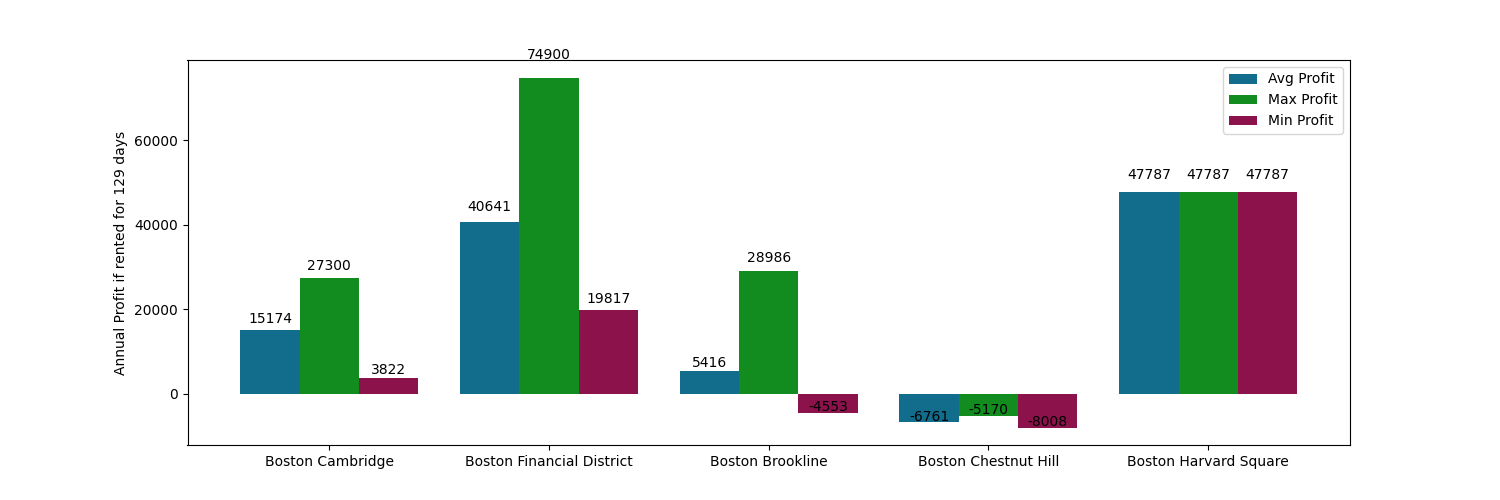 74900
Avg Profit
Max Profit
Min Profit
Annual Profit if rented for 129 days
60000
40000
20000
0
15174
27300
3822
40641
19817
5416
28986
-4553
-6761
-5170
-8008
47787
47787
47787
Boston Cambridge
Boston Financial District
Boston Brookline
Boston Chestnut Hill
Boston Harvard Square